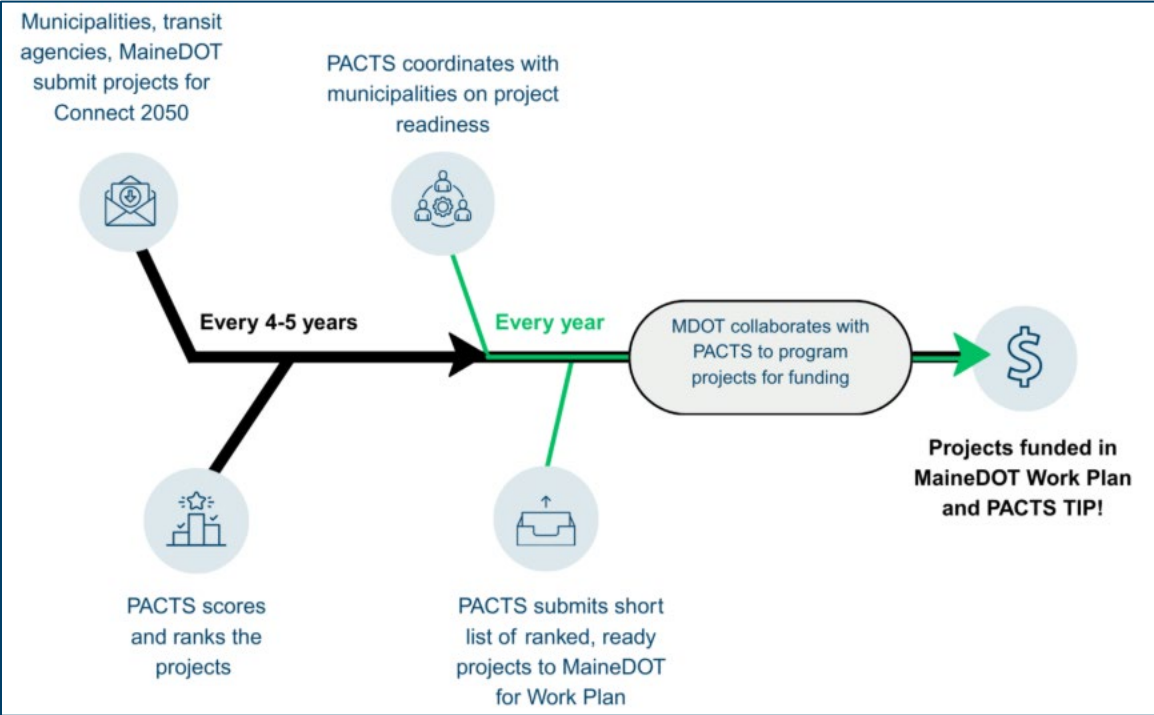 Municipalities, transit
agencies, MaineDOT
submit projects for
Connect 2050
PACTS coordinates with
municipalities on project
readiness
Every 4-5 years
Every year
MDOT collaborates with
PACTS to program
projects for funding
$
Projects funded in
MaineDOT Work Plan
and PACTS TIP!
PACTS scores
and ranks the
projects
PACTS submits short
list of ranked, ready
projects to MaineDOT
for Work Plan